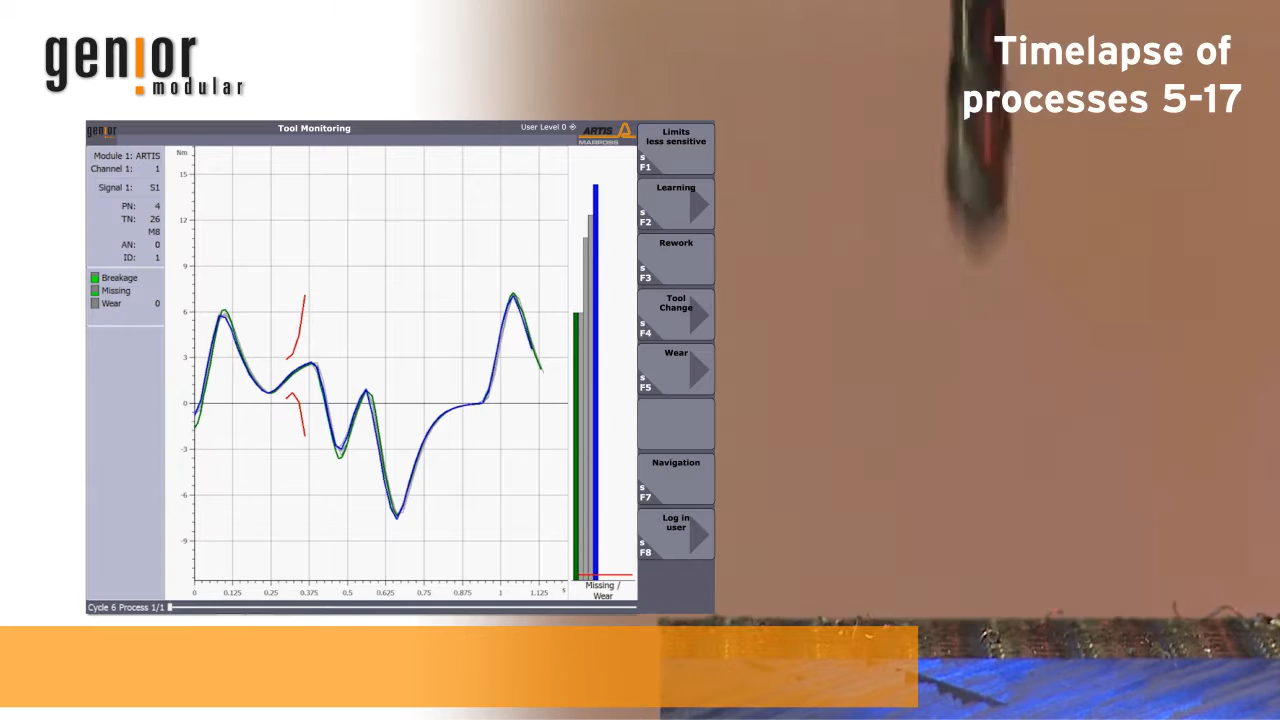 genior
modular
Timelapse of
processes 5-17
genior
Tool Monitoring
User Level 0
ARTIS
MARPOSS
Module 1: ARTIS
Channel 1: 1
Signal 1: S1
PN: 4
TN: 26
M8
AN: 0
ID: 1
Breakage
Missing
Wear 0
Nm
15
12
9
6
3
0
-3
-6
-9
0 0.125 0.25 0.375 0.5 0.625 0.75 0.875 1 1.125 s
Missing /
Wear
Cycle 6 Process 1/1
Limits
less sensitive
s
F1
Learning
s
F2
Rework
s
F3
Tool
Change
s
F4
Wear
s
F5
Navigation
s
F7
Log in
user
s
F8